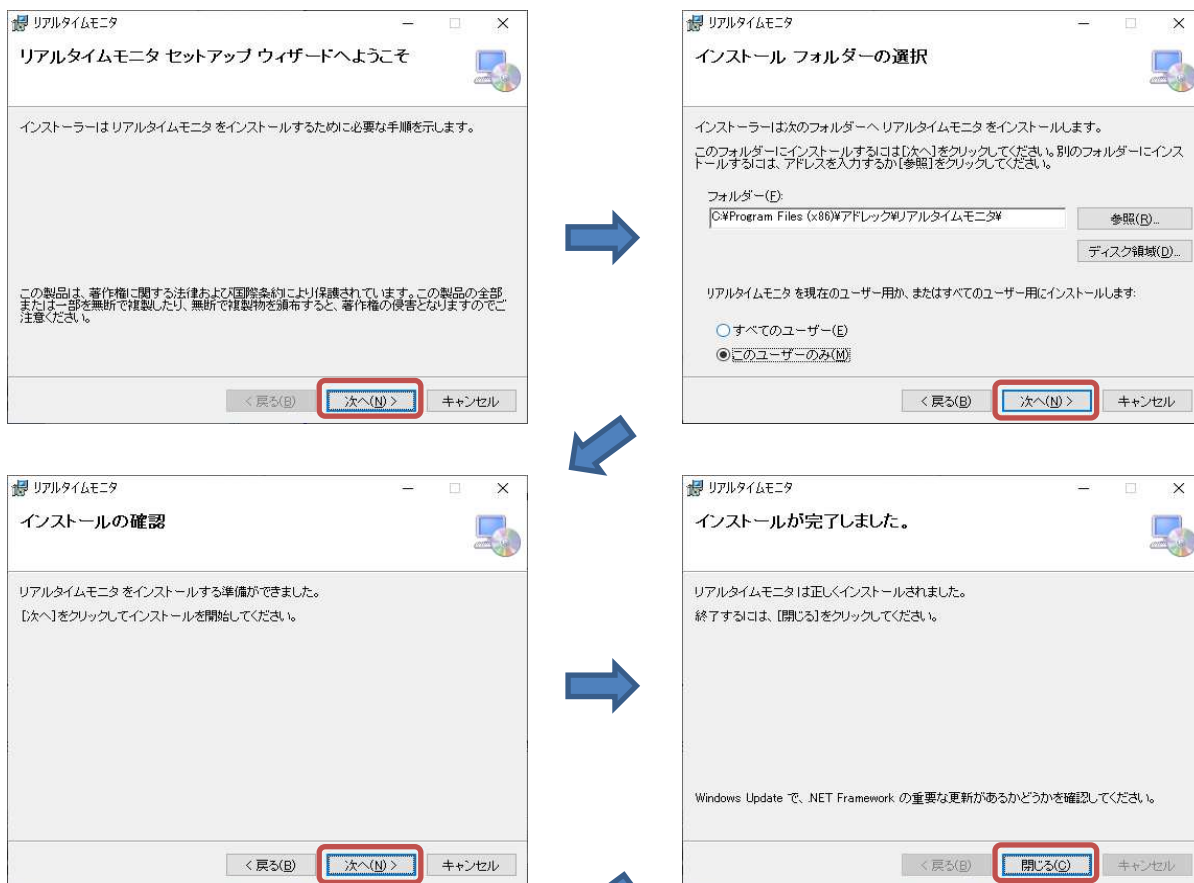 リアルタイムモニタ
リアルタイムモニタ セットアップ ウィザードへようこそ
インストーラーは リアルタイムモニタ をインストールするために必要な手順を示します。
この製品は、著作権に関する法律および国際条約により保護されています。この製品の全部
または一部を無断で複製したり、無断で複製物を頒布すると、著作権の侵害となりますのでご
注意ください。
< 戻る(B)
次へ(N) >
キャンセル
リアルタイムモニタ
インストール フォルダーの選択
インストーラーは次のフォルダーへ リアルタイムモニタ をインストールします。
このフォルダーにインストールするには[次へ]をクリックしてください。別のフォルダーにインス
トールするには、アドレスを入力するか[参照]をクリックしてください。
フォルダー(F):
C:¥Program Files (x86)¥アドレック¥リアルタイムモニタ¥
参照(R)...
ディスク領域(D)...
リアルタイムモニタ を現在のユーザー用か、またはすべてのユーザー用にインストールします:
すべてのユーザー(E)
このユーザーのみ(M)
< 戻る(B)
次へ(N) >
キャンセル
リアルタイムモニタ
インストールの確認
リアルタイムモニタ をインストールする準備ができました。
[次へ]をクリックしてインストールを開始してください。
< 戻る(B)
次へ(N) >
キャンセル
リアルタイムモニタ
インストールが完了しました。
リアルタイムモニタ は正しくインストールされました。
終了するには、[閉じる]をクリックしてください。
Windows Update で、.NET Framework の重要な更新があるかどうかを確認してください。
< 戻る(B)
閉じる(C)
キャンセル